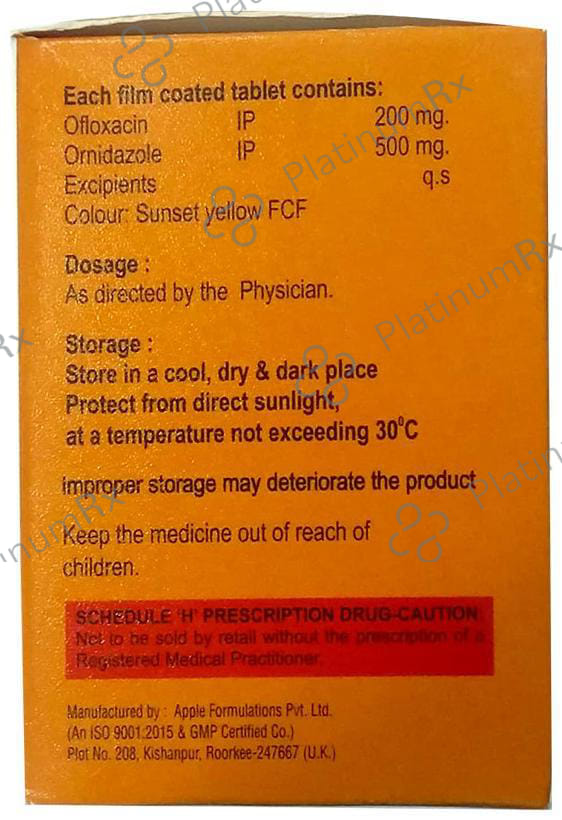 Each film coated tablet contains:
Ofloxacin IP 200 mg.
Ornidazole IP 500 mg.
Excipients q.s
Colour: Sunset yellow FCF
Dosage :
As directed by the Physician.
Storage :
Store in a cool, dry & dark place
Protect from direct sunlight,
at a temperature not exceeding 30°C
Improper storage may deteriorate the product
Keep the medicine out of reach of
children.
SCHEDULE 'H' PRESCRIPTION DRUG-CAUTION:
Not to be sold by retail without the prescription of a
Registered Medical Practitioner.
Manufactured by : Apple Formulations Pvt. Ltd.
(An ISO 9001:2015 & GMP Certified Co.)
Plot No. 208, Kishanpur, Roorkee-247667 (U.K.)
PlatinumRx
PlatinumRx